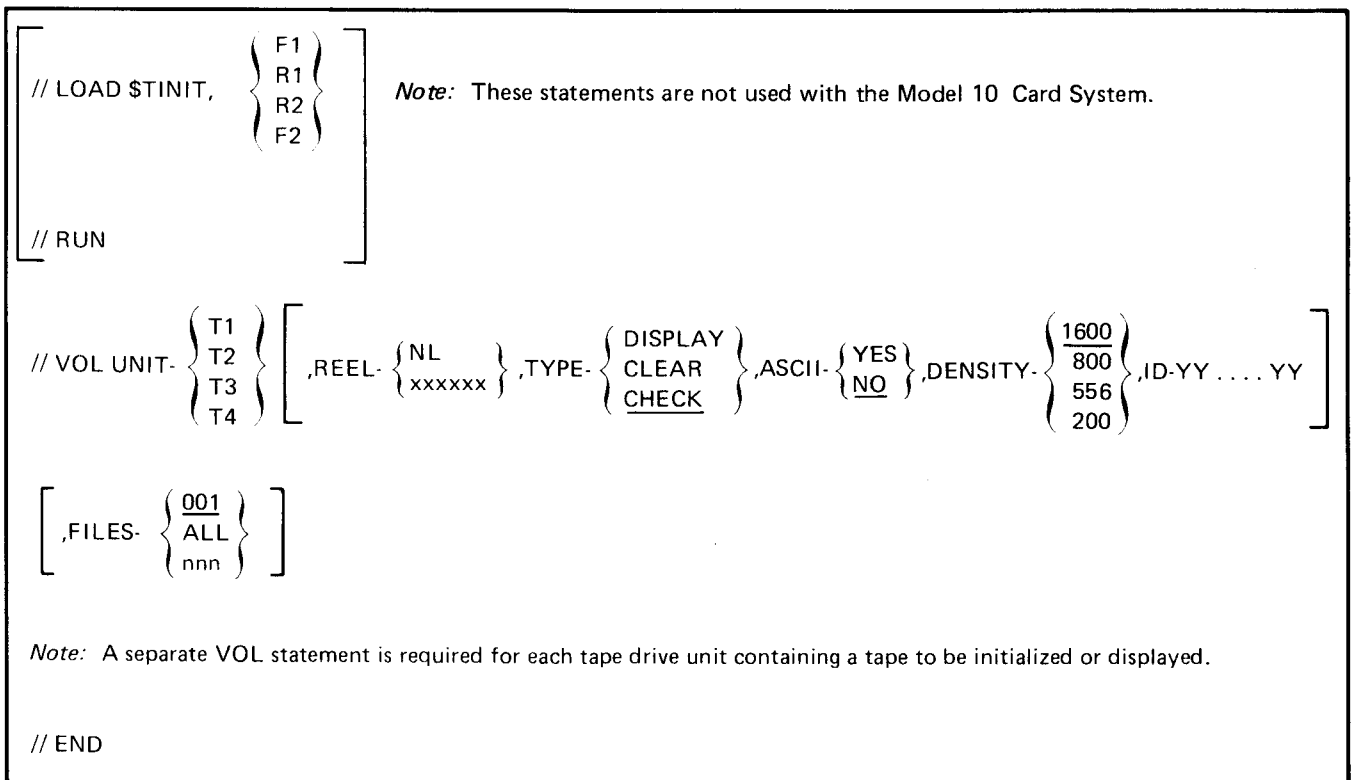 // LOAD $TINIT, { F1 R1 R2 F2 } Note: These statements are not used with the Model 10 Card System.
// RUN
// VOL UNIT- { T1 T2 T3 T4 } [ ,REEL- { NL xxxxxx } ,TYPE- { DISPLAY CLEAR CHECK } ,ASCII- { YES NO } ,DENSITY- { 1600 800 556 200 } ,ID-YY . . . . YY ]
[ ,FILES- { 001 ALL nnn } ]
Note: A separate VOL statement is required for each tape drive unit containing a tape to be initialized or displayed.
// END